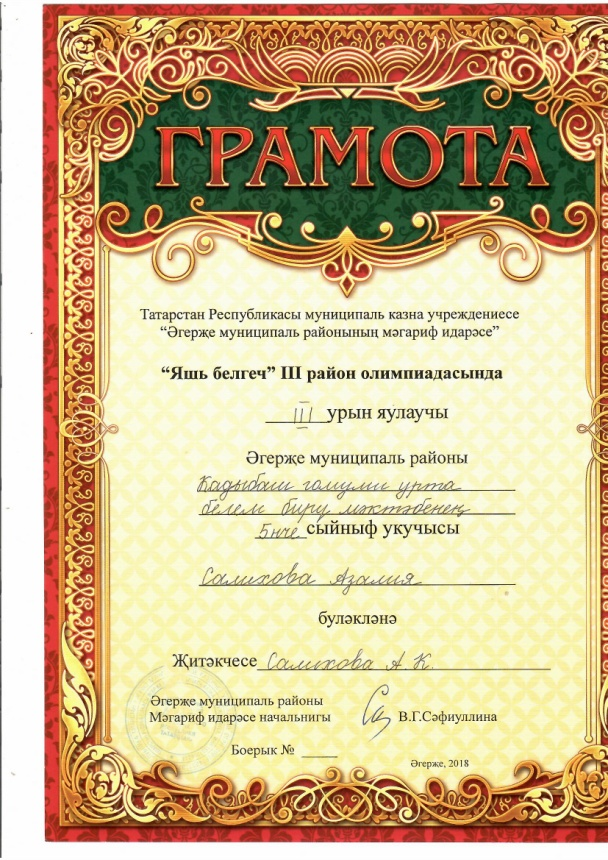 ГРАМОТА
Татарстан Республикасы муниципаль казна учреждениесе
“Әгерҗе муниципаль районының мәгариф идарәсе”
“Яшь белгеч” III район олимпиадасында
III урын яулаучы
Әгерҗе муниципаль районы
Кадыбаш гомуми урта
белем бирү мәктәбенең
5нче сыйныф укучысы
Салихова Азалия
буләкләнә
Җитәкчесе Салихова А.К.
Әгерҗе муниципаль районы
Мәгариф идарәсе начальнигы В.Г.Сәфиуллина
Боерык №
Әгерҗе, 2018